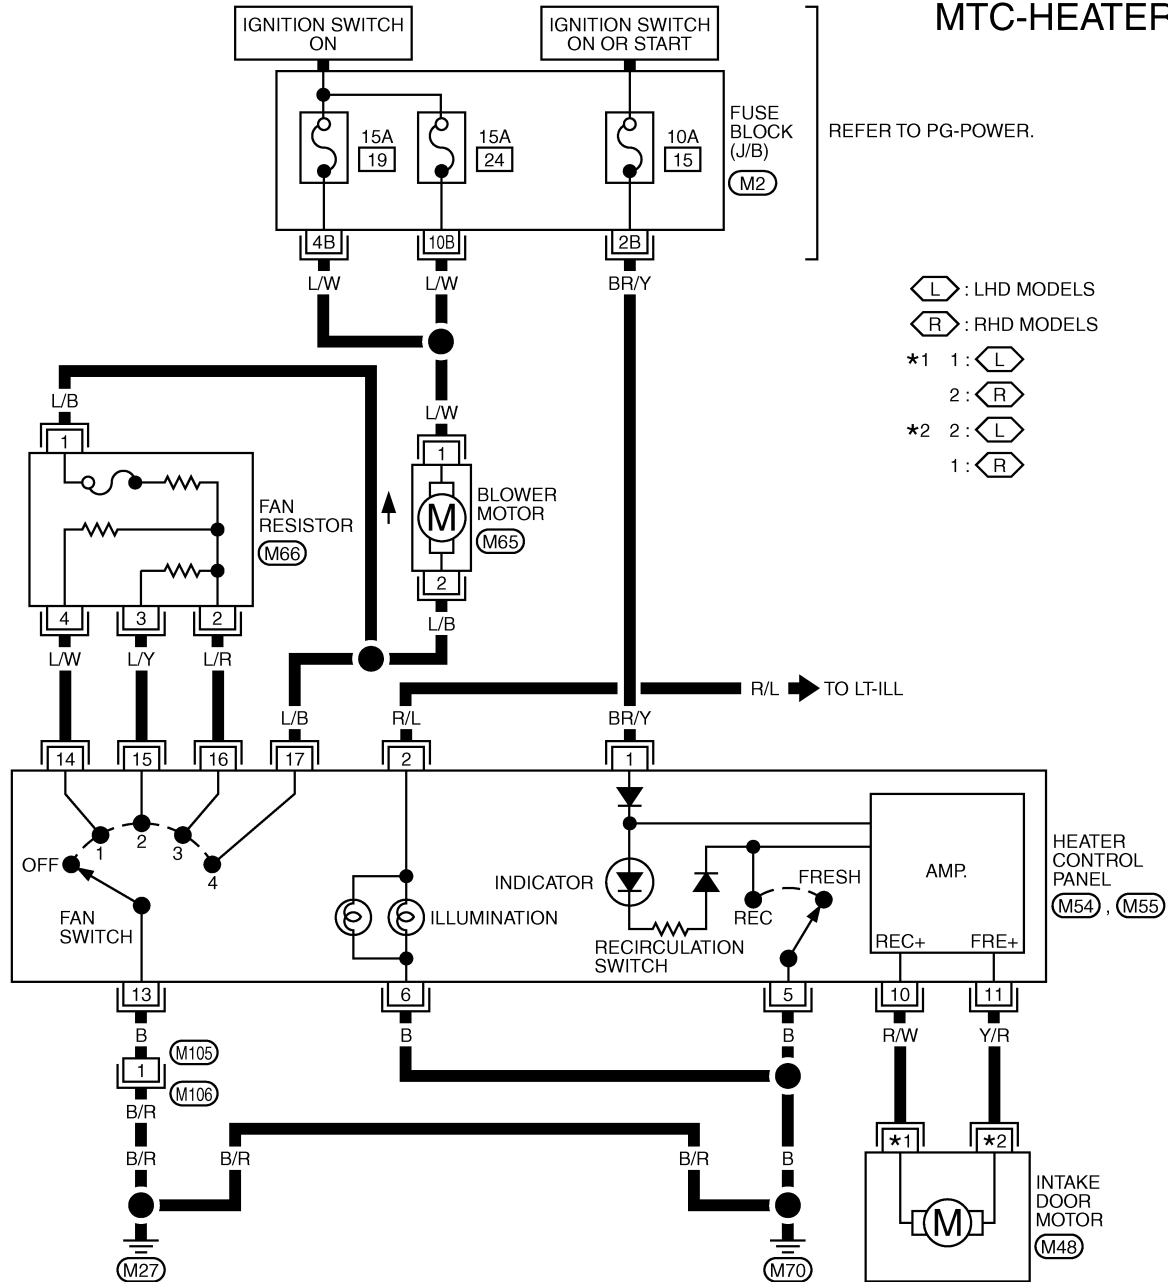 MTC-HEATER
IGNITION SWITCH
ON
IGNITION SWITCH
ON OR START
15A
19
15A
24
10A
15
FUSE
BLOCK
(J/B)
M2
REFER TO PG-POWER.
4B
10B
2B
L/W
L/W
BR/Y
L : LHD MODELS
R : RHD MODELS
*1 1 : L
2 : R
*2 2 : L
1 : R
L/B
L/W
1
1
FAN
RESISTOR
M66
BLOWER
MOTOR
M65
M
4
3
2
2
L/B
L/W
L/Y
L/R
R/L
TO LT-ILL
L/B
R/L
BR/Y
14
15
16
17
2
1
OFF
1
2
3
4
FAN
SWITCH
ILLUMINATION
INDICATOR
RECIRCULATION
SWITCH
REC
FRESH
AMP.
REC+
FRE+
HEATER
CONTROL
PANEL
M54 , M55
13
6
5
10
11
B
B
B
R/W
Y/R
M105
1
M106
B/R
B/R
B/R
B/R
B
*1
*2
M
INTAKE
DOOR
MOTOR
M48
M27
M70